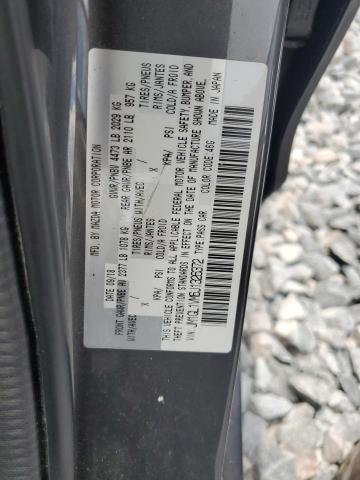 MFD. BY MAZDA MOTOR CORPORATION
DATE: 09/18 GVWR/PNBV 4473 LB 2029 KG
FRONT GAWR/PNBE AV 2377 LB 1078 KG REAR GAWR/PNBE AR 2110 LB 957 KG
WITH/AVEC TIRES/PNEUS WITH/AVEC TIRES/PNEUS
X RIMS/JANTES X RIMS/JANTES
KPA/ PSI COLD/A FROID KPA/ PSI COLD/A FROID
THIS VEHICLE CONFORMS TO ALL APPLICABLE FEDERAL MOTOR VEHICLE SAFETY, BUMPER, AND
THEFT PREVENTION STANDARDS IN EFFECT ON THE DATE OF MANUFACTURE SHOWN ABOVE.
VIN: TYPE: PASS CAR COLOR CODE: 46G MADE IN JAPAN